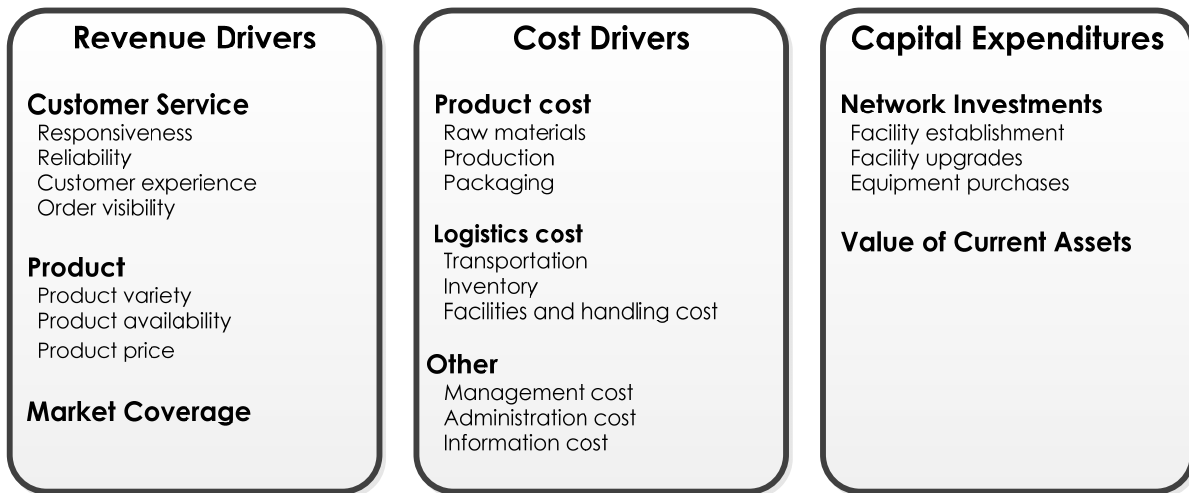 Revenue Drivers
Customer Service
Responsiveness
Reliability
Customer experience
Order visibility
Product
Product variety
Product availability
Product price
Market Coverage
Cost Drivers
Product cost
Raw materials
Production
Packaging
Logistics cost
Transportation
Inventory
Facilities and handling cost
Other
Management cost
Administration cost
Information cost
Capital Expenditures
Network Investments
Facility establishment
Facility upgrades
Equipment purchases
Value of Current Assets